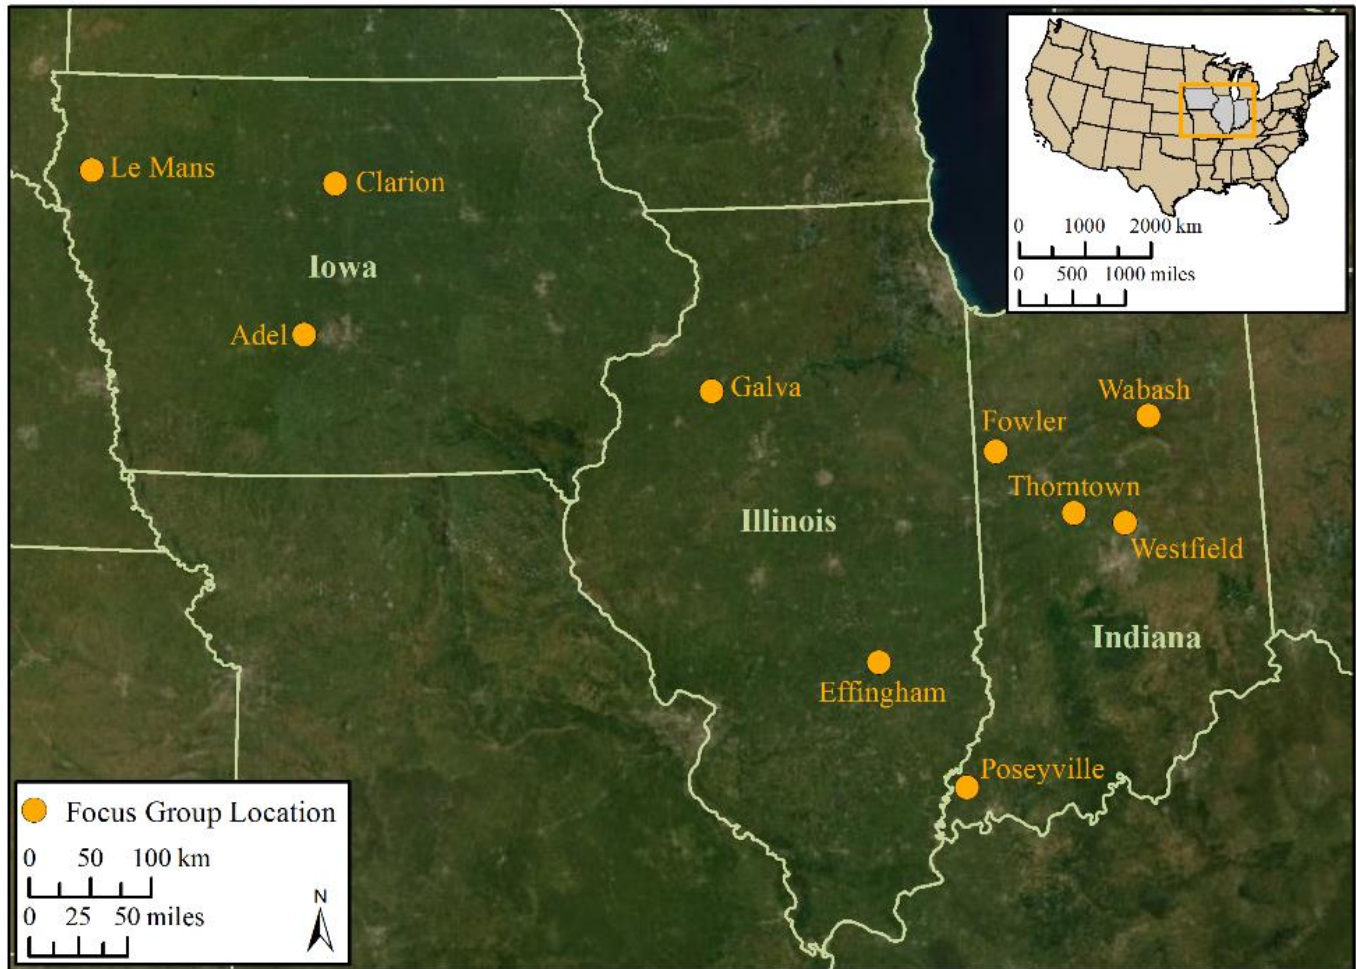 0 1000 2000 km
0 500 1000 miles
Le Mans
Clarion
Iowa
Adel
Galva
Wabash
Fowler
Thorntown
Illinois
Westfield
Indiana
Effingham
Poseyville
Focus Group Location
0 50 100 km
0 25 50 miles
N